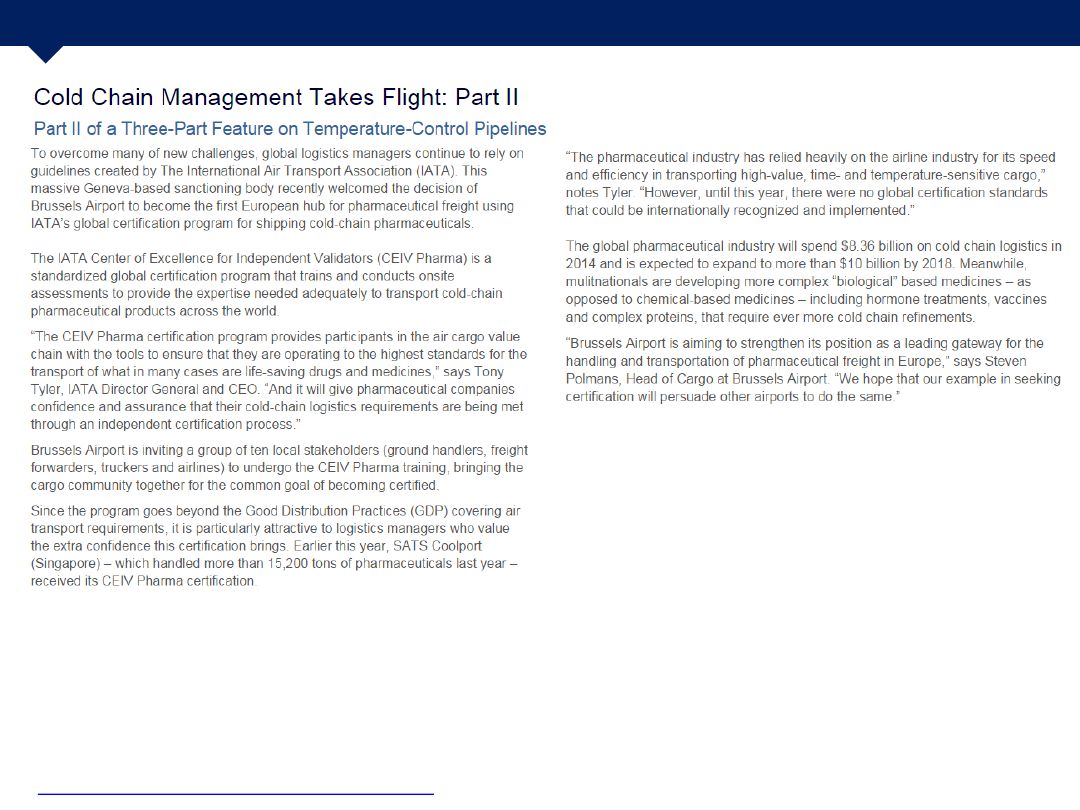 Cold Chain Management Takes Flight: Part II
Part II of a Three-Part Feature on Temperature-Control Pipelines
To overcome many of new challenges, global logistics managers continue to rely on
guidelines created by The International Air Transport Association (IATA). This
massive Geneva-based sanctioning body recently welcomed the decision of
Brussels Airport to become the first European hub for pharmaceutical freight using
IATA's global certification program for shipping cold-chain pharmaceuticals.
The IATA Center of Excellence for Independent Validators (CEIV Pharma) is a
standardized global certification program that trains and conducts onsite
assessments to provide the expertise needed adequately to transport cold-chain
pharmaceutical products across the world.
“The CEIV Pharma certification program provides participants in the air cargo value
chain with the tools to ensure that they are operating to the highest standards for the
transport of what in many cases are life-saving drugs and medicines,” says Tony
Tyler, IATA Director General and CEO. “And it will give pharmaceutical companies
confidence and assurance that their cold-chain logistics requirements are being met
through an independent certification process.”
Brussels Airport is inviting a group of ten local stakeholders (ground handlers, freight
forwarders, truckers and airlines) to undergo the CEIV Pharma training, bringing the
cargo community together for the common goal of becoming certified.
Since the program goes beyond the Good Distribution Practices (GDP) covering air
transport requirements, it is particularly attractive to logistics managers who value
the extra confidence this certification brings. Earlier this year, SATS Coolport
(Singapore) – which handled more than 15,200 tons of pharmaceuticals last year –
received its CEIV Pharma certification.
“The pharmaceutical industry has relied heavily on the airline industry for its speed
and efficiency in transporting high-value, time- and temperature-sensitive cargo,”
notes Tyler. “However, until this year, there were no global certification standards
that could be internationally recognized and implemented.”
The global pharmaceutical industry will spend $8.36 billion on cold chain logistics in
2014 and is expected to expand to more than $10 billion by 2018. Meanwhile,
mulitnationals are developing more complex “biological” based medicines – as
opposed to chemical-based medicines – including hormone treatments, vaccines
and complex proteins, that require ever more cold chain refinements.
“Brussels Airport is aiming to strengthen its position as a leading gateway for the
handling and transportation of pharmaceutical freight in Europe,” says Steven
Polmans, Head of Cargo at Brussels Airport. “We hope that our example in seeking
certification will persuade other airports to do the same.”